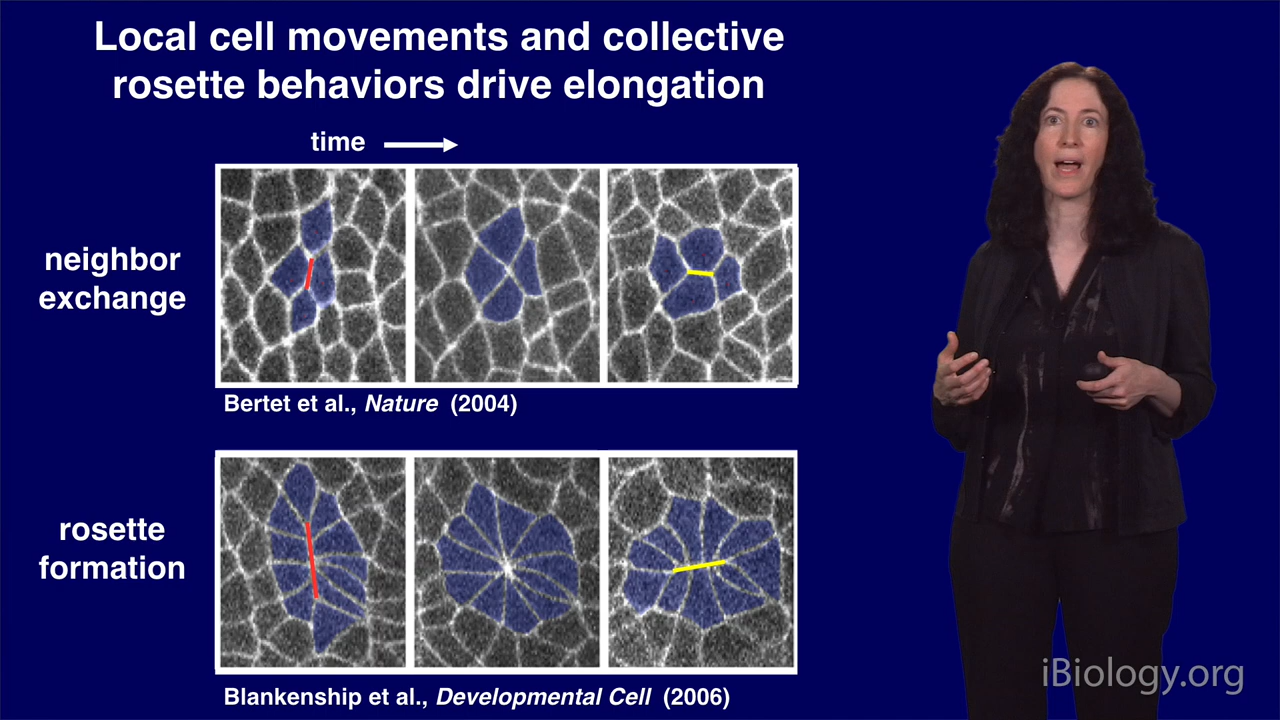 Local cell movements and collective
rosette behaviors drive elongation
time
neighbor
exchange
Bertet et al., Nature (2004)
rosette
formation
Blankenship et al., Developmental Cell (2006)
iBiology.org